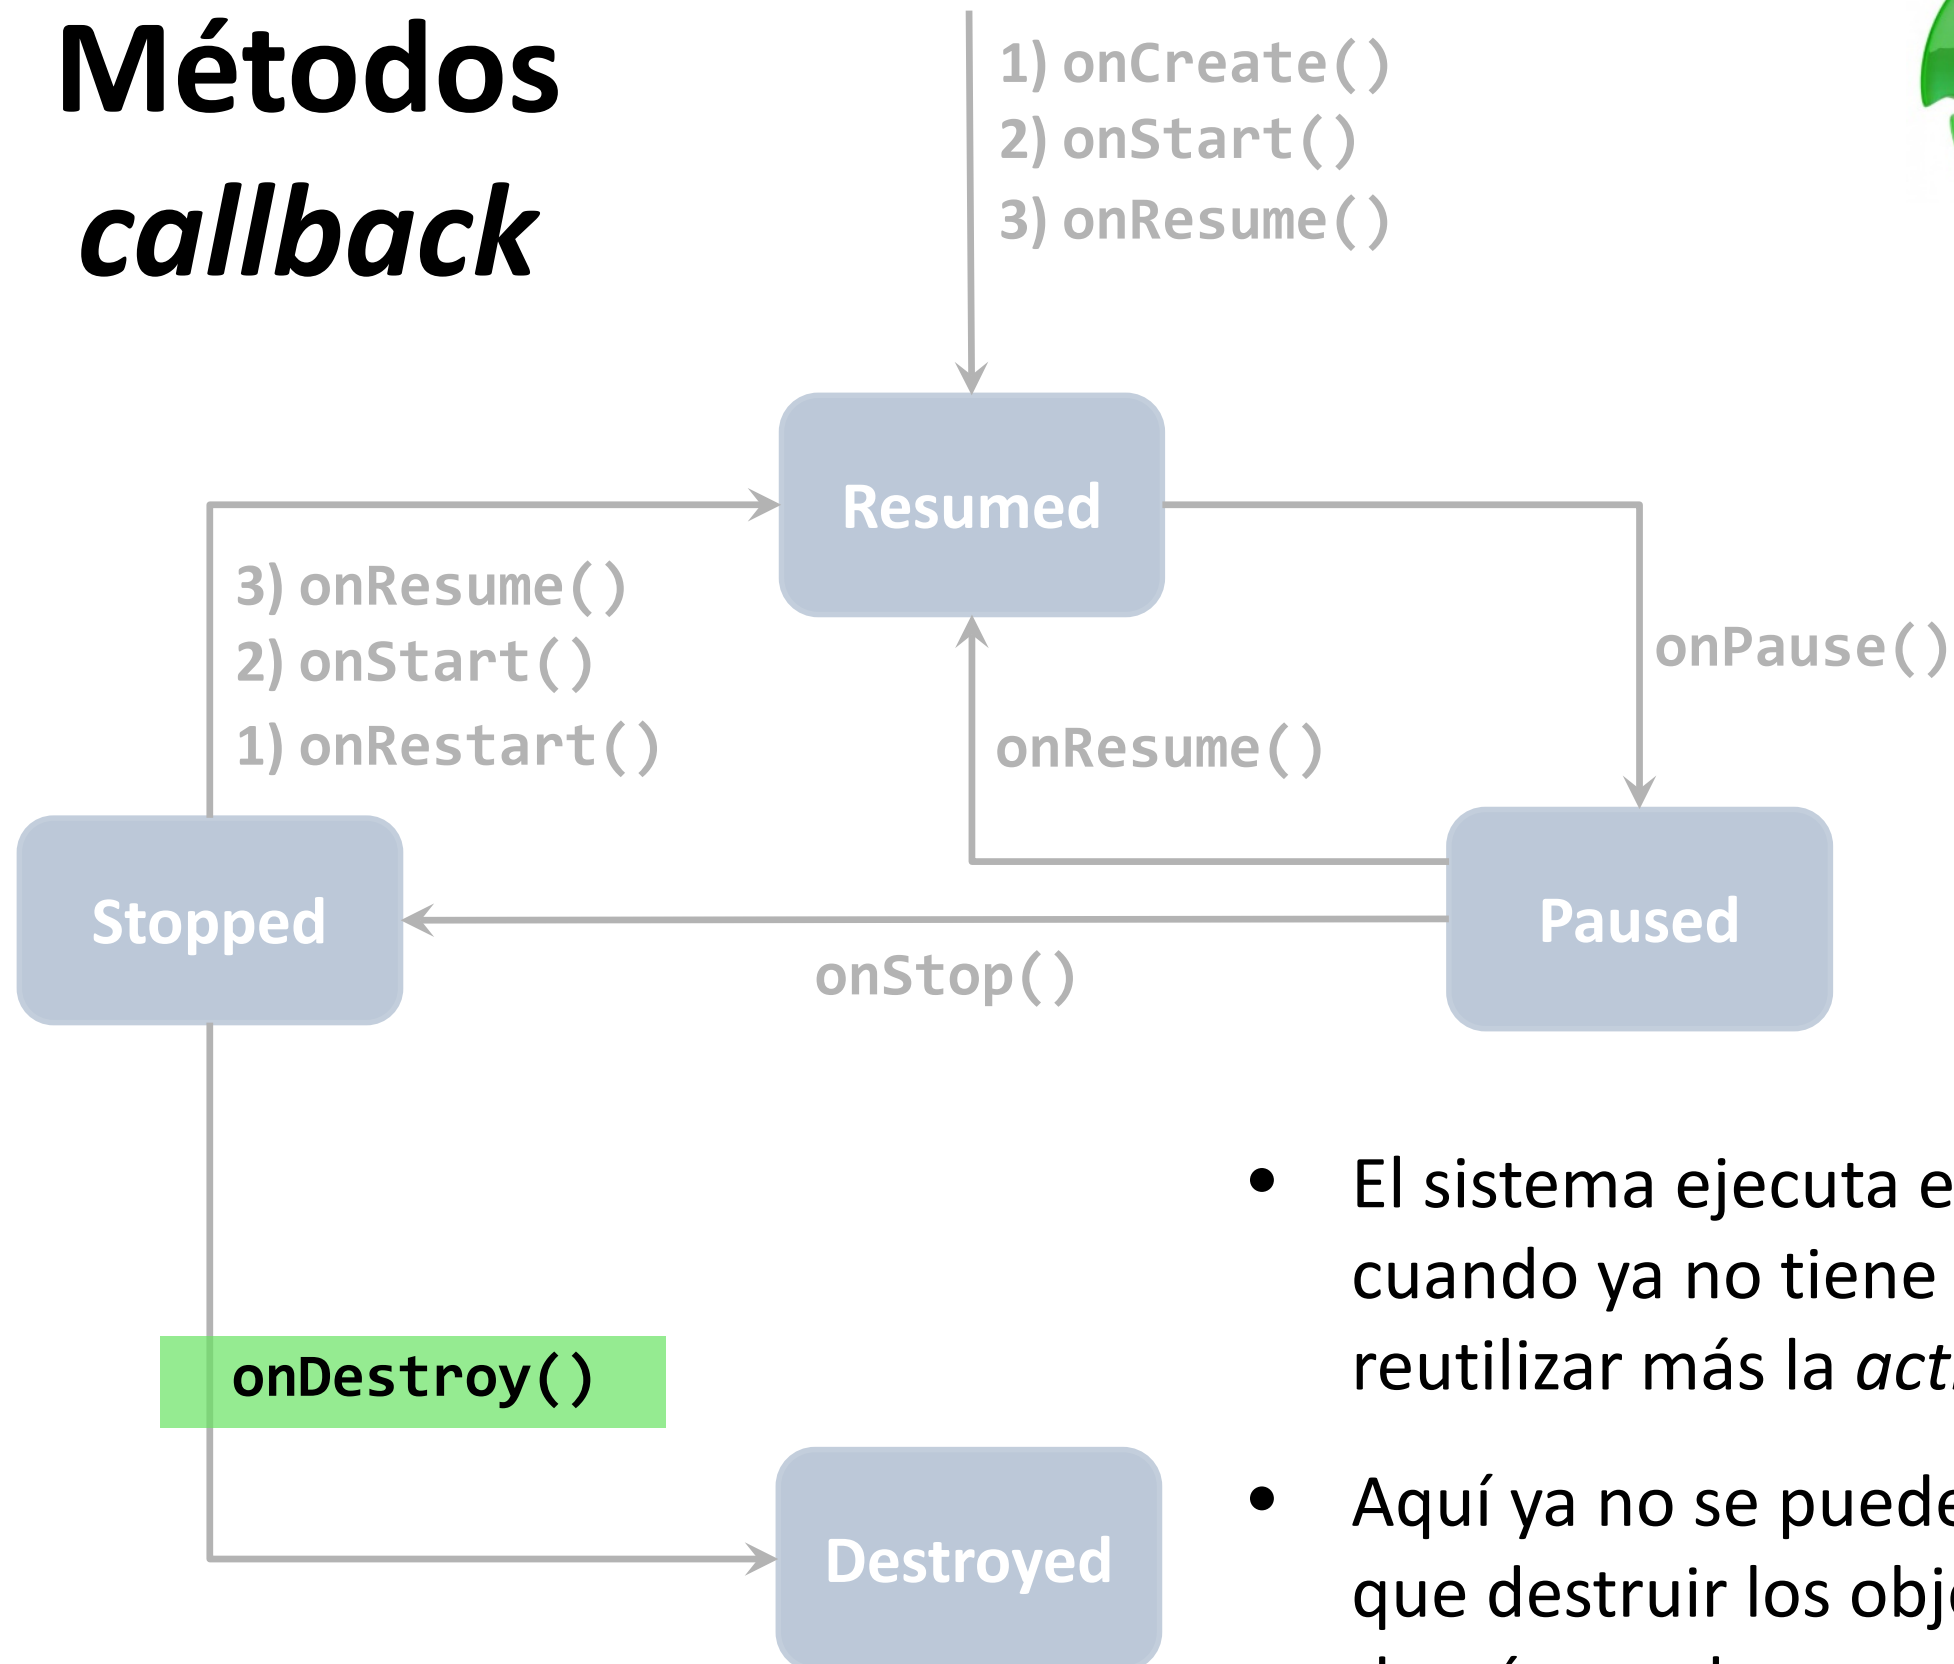 Métodos
callback
1) onCreate()
2) onStart()
3) onResume()
Resumed
3) onResume()
2) onStart()
1) onRestart()
onPause()
onResume()
Stopped
Paused
onStop()
• El sistema ejecuta
cuando ya no tiene
reutilizar más la
onDestroy()
• Aquí ya no se
que destruir los
Destroyed